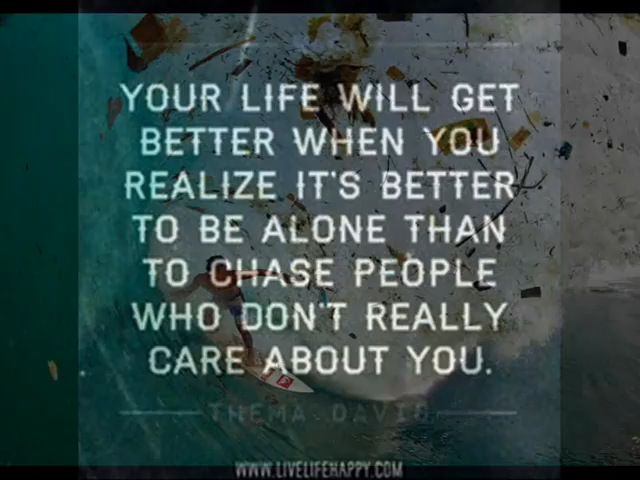 YOUR LIFE WILL GET
BETTER WHEN YOU
REALIZE IT'S BETTER
TO BE ALONE THAN
TO CHASE PEOPLE
WHO DON'T REALLY
CARE ABOUT YOU.
THEMA DAVIS
WWW.LIVELIFEHAPPY.COM